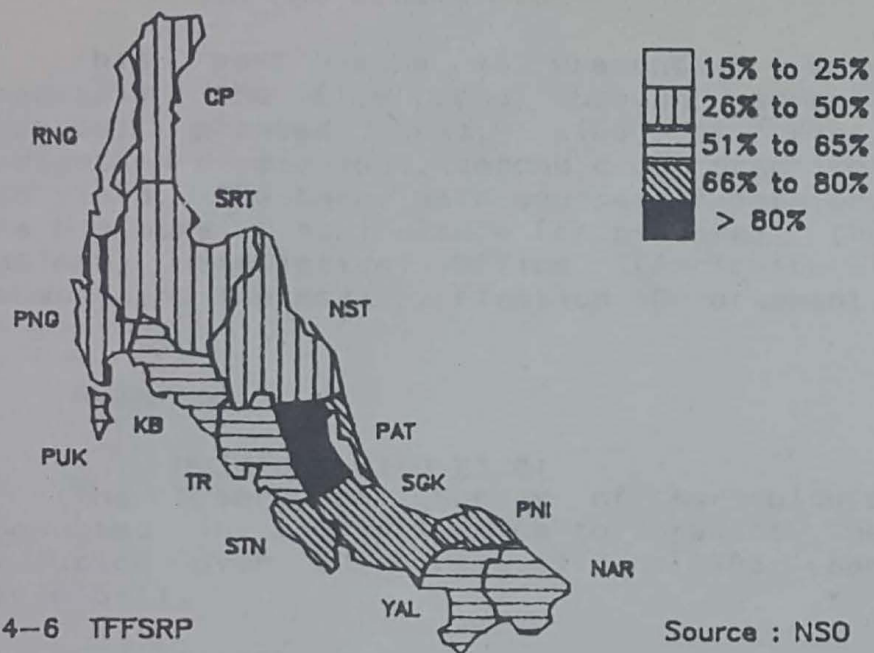 CP
15% to 25%
26% to 50%
51% to 65%
66% to 80%
> 80%
RNG
SRT
PNG
NST
PUK
KB
PAT
TR
SGK
PNI
STN
NAR
YAL
4-6 TFFSRP
Source : NSO